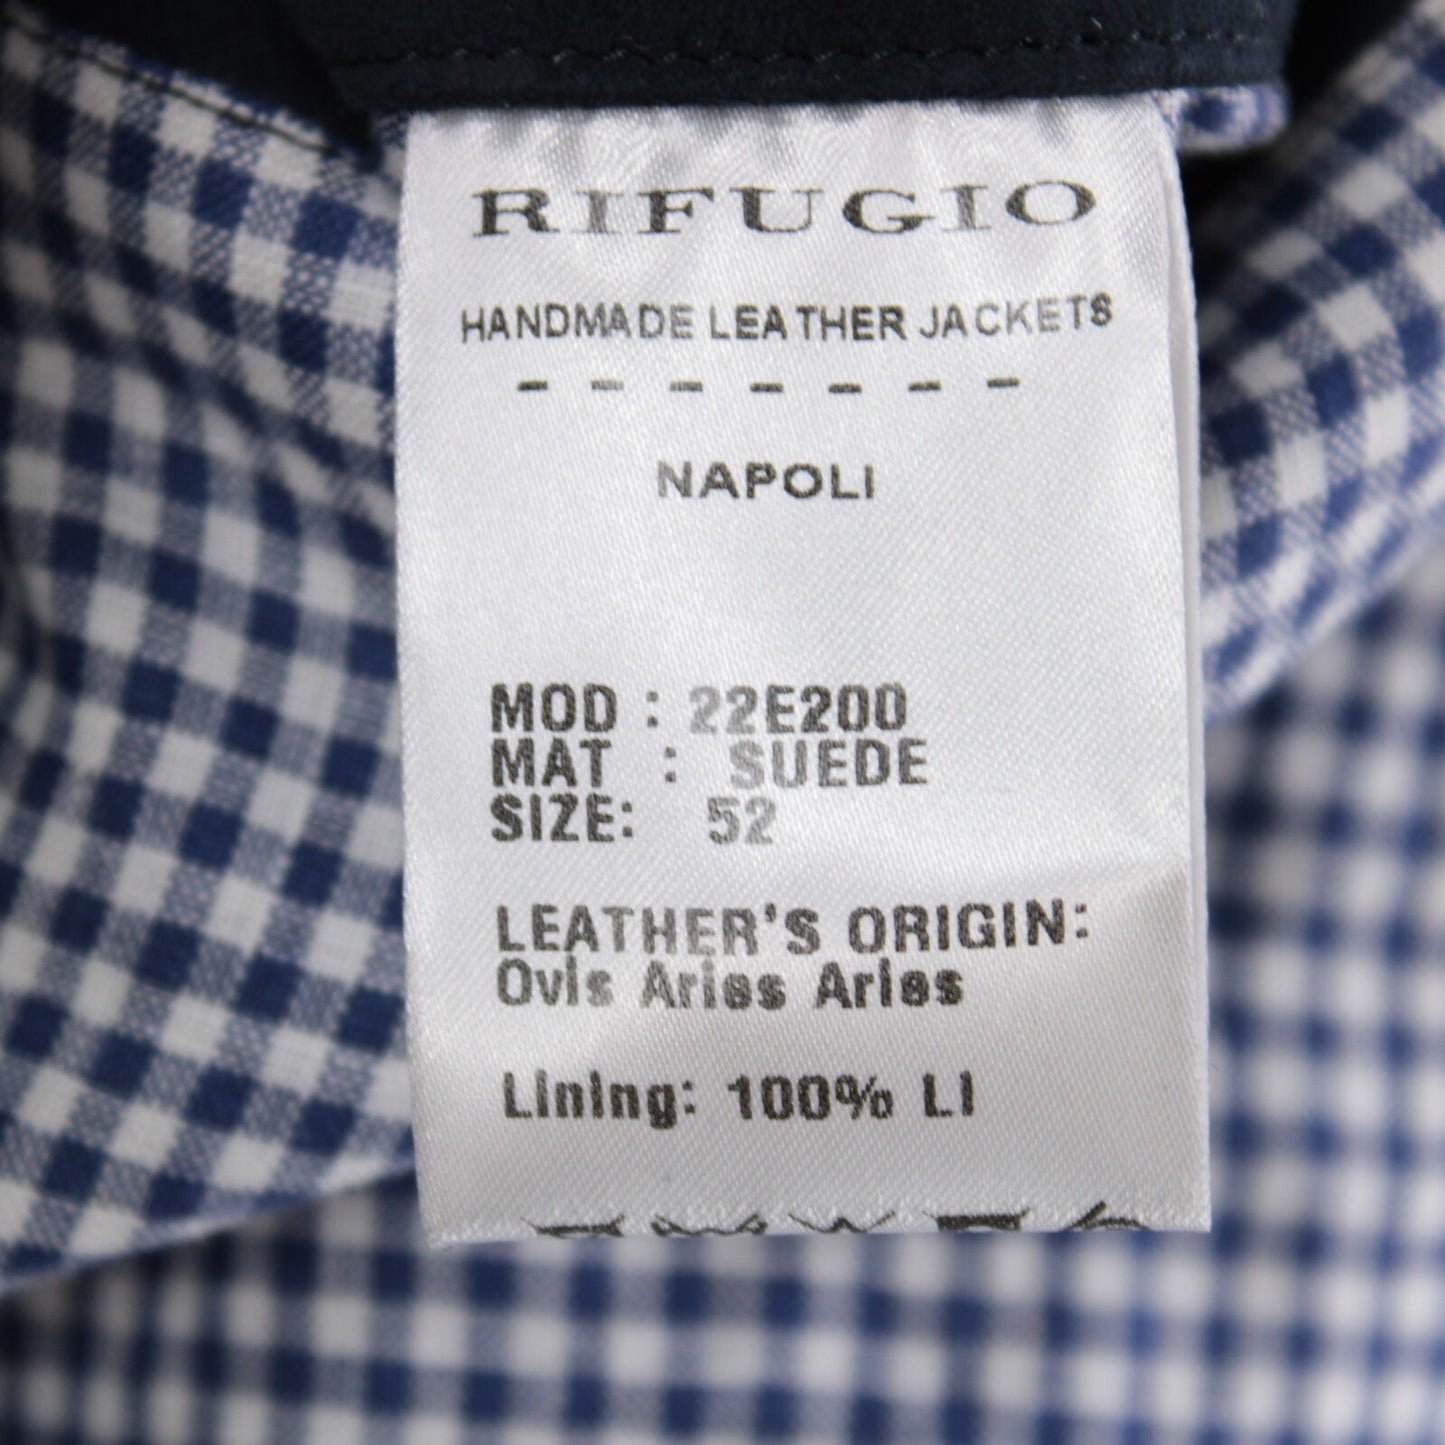 RIFUGIO
HANDMADE LEATHER JACKETS
- - - - - - -
NAPOLI
MOD : 22E200
MAT : SUEDE
SIZE: 52
LEATHER'S ORIGIN:
Ovis Aries Aries
Lining: 100% LI